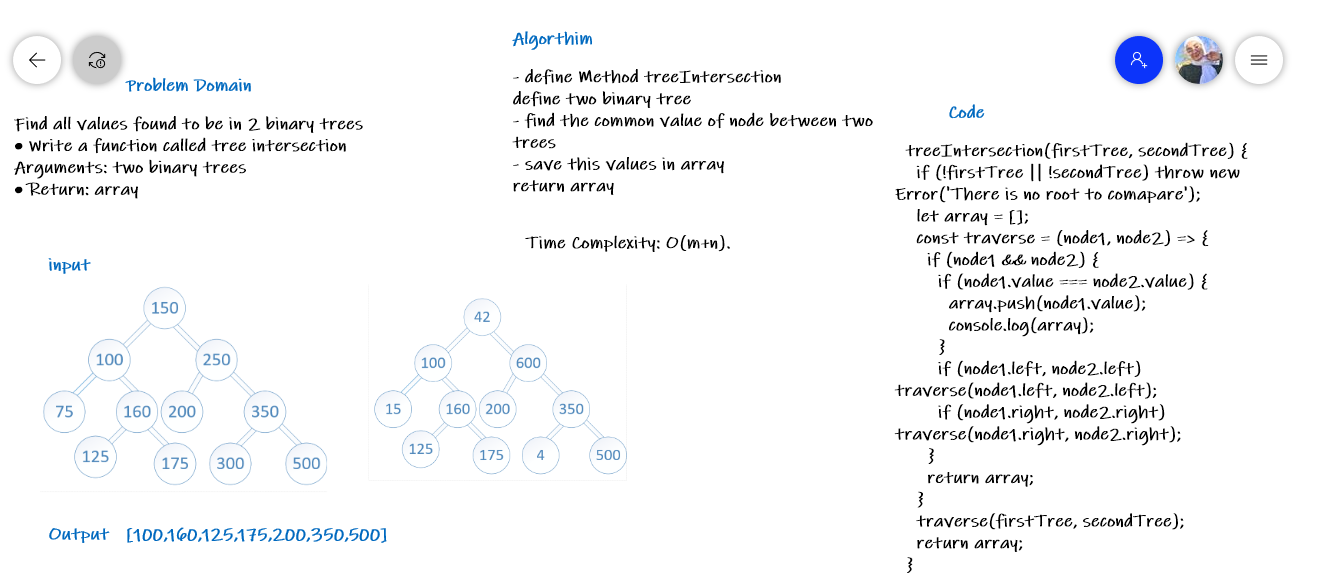 Problem Domain
Find all values found to be in 2 binary trees
• Write a function called tree intersection
Arguments: two binary trees
• Return: array
input
150
100 250
75 160 200 350
125 175 300 500
42
100 600
15 160 200 350
125 175 4 500
Output [100,160,125,175,200,350,500]
Algorthim
- define Method treeIntersection
define two binary tree
- find the common value of node between two
trees
- save this values in array
return array
Time Complexity: O(m+n).
Code
treeIntersection(firstTree, secondTree) {
if (!firstTree || !secondTree) throw new
Error('There is no root to comapare');
let array = [];
const traverse = (node1, node2) => {
if (node1 && node2) {
if (node1.value === node2.value) {
array.push(node1.value);
console.log(array);
}
if (node1.left, node2.left)
traverse(node1.left, node2.left);
if (node1.right, node2.right)
traverse(node1.right, node2.right);
}
return array;
}
traverse(firstTree, secondTree);
return array;
}